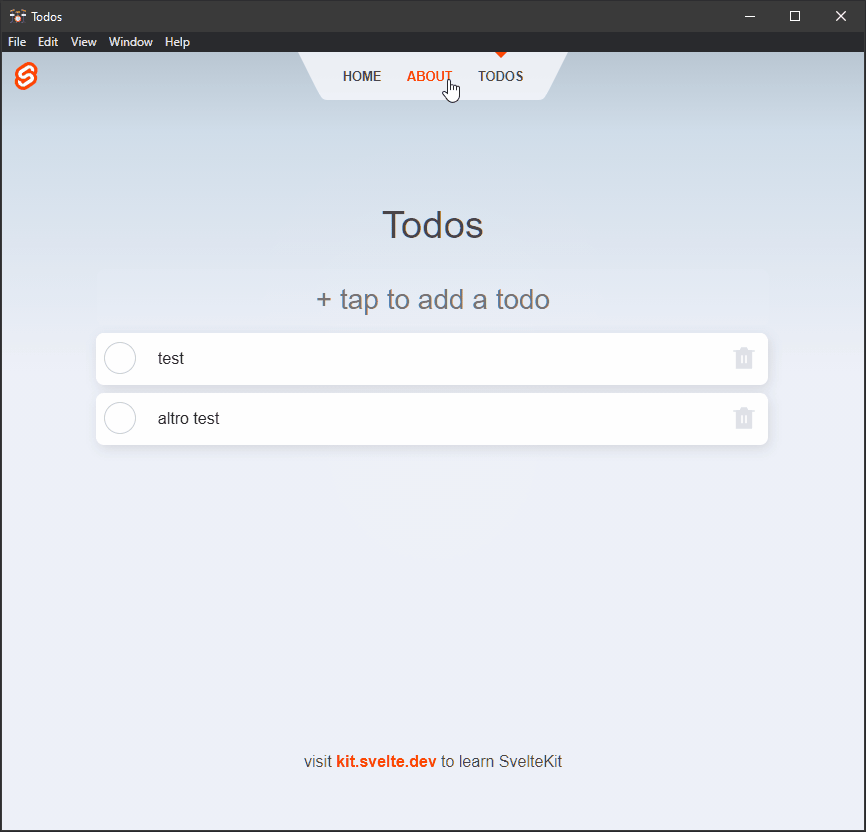 Todos
File Edit View Window Help
HOME ABOUT TODOS
Todos
+ tap to add a todo
test
altro test
visit kit.svelte.dev to learn SvelteKit